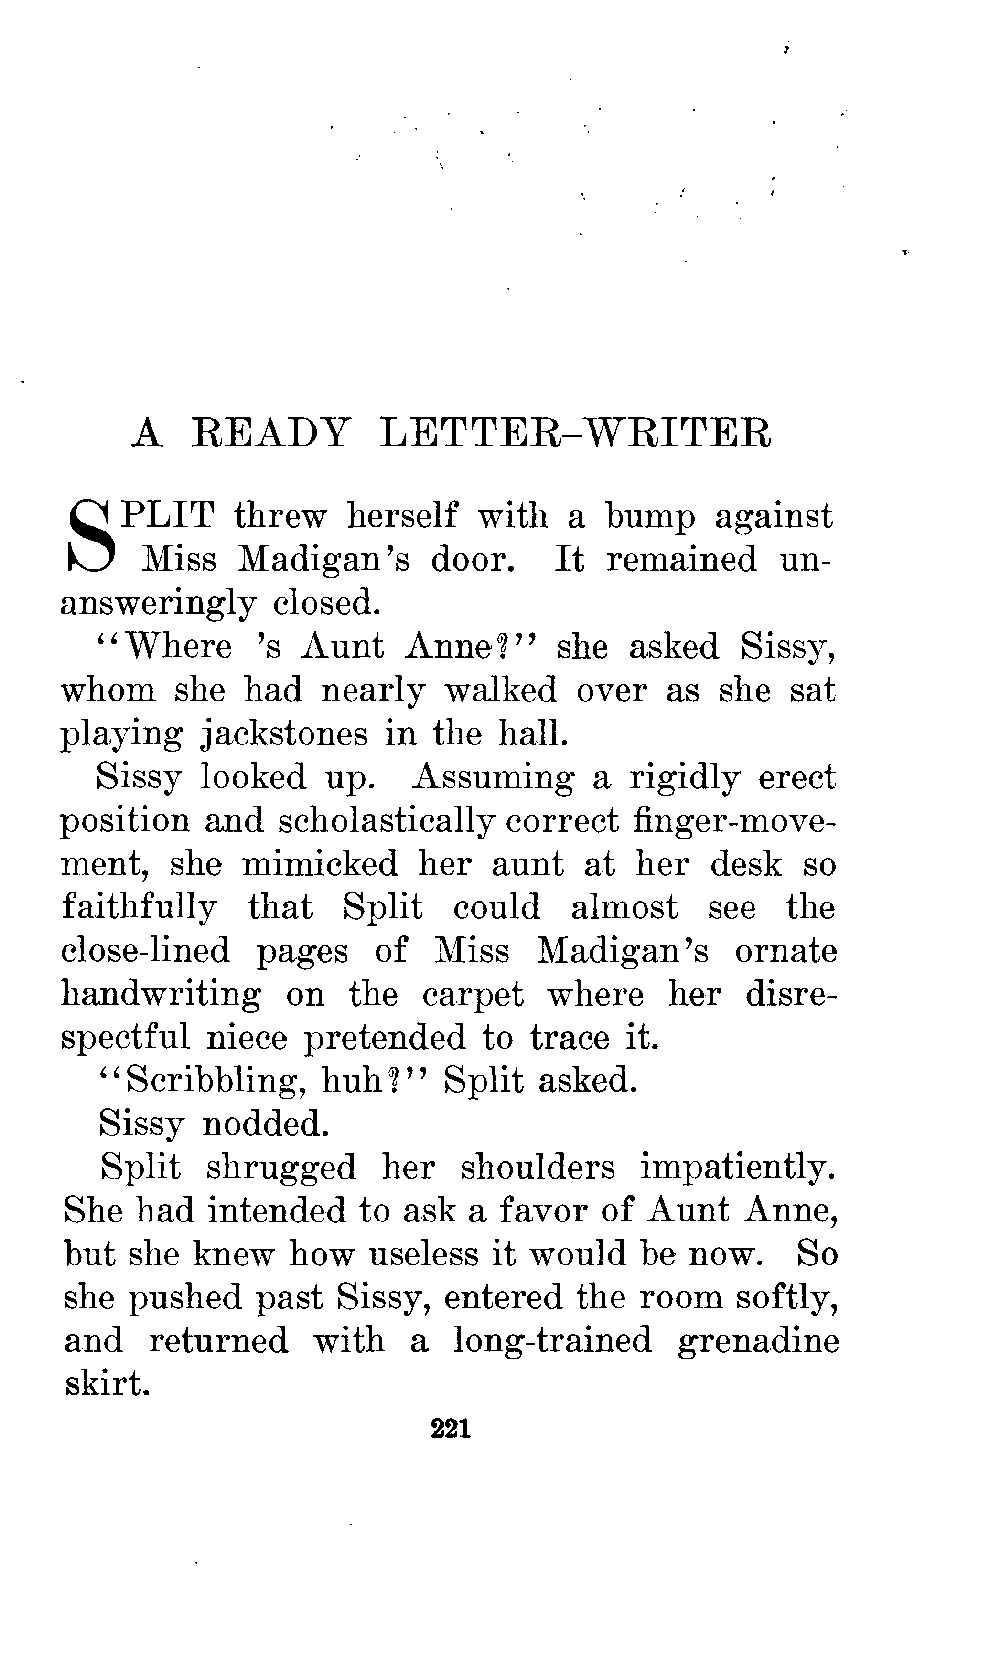 A READY LETTER-WRITER
SPLIT threw herself with a bump against
Miss Madigan's door. It remained un-
answeringly closed.
"Where 's Aunt Anne?" she asked Sissy,
whom she had nearly walked over as she sat
playing jackstones in the hall.
Sissy looked up. Assuming a rigidly erect
position and scholastically correct finger-move-
ment, she mimicked her aunt at her desk so
faithfully that Split could almost see the
close-lined pages of Miss Madigan's ornate
handwriting on the carpet where her disre-
spectful niece pretended to trace it.
"Scribbling, huh?" Split asked.
Sissy nodded.
Split shrugged her shoulders impatiently.
She had intended to ask a favor of Aunt Anne,
but she knew how useless it would be now. So
she pushed past Sissy, entered the room softly,
and returned with a long-trained grenadine
skirt.
221